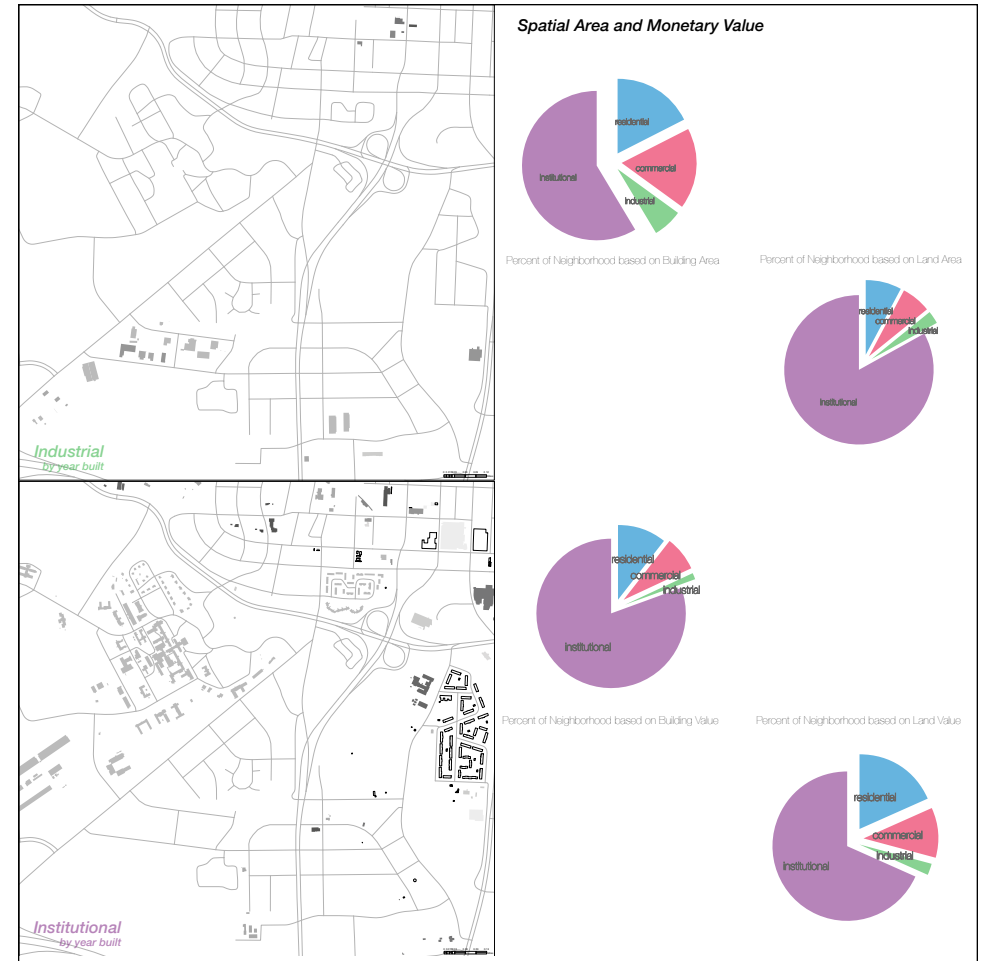 Spatial Area and Monetary Value
residential
commercial
industrial
institutional
Percent of Neighborhood based on Building Area
Percent of Neighborhood based on Land Area
residential
commercial
industrial
institutional
Industrial
by year built
residential
commercial
industrial
institutional
Percent of Neighborhood based on Building Value
Percent of Neighborhood based on Land Value
residential
commercial
industrial
institutional
Institutional
by year built